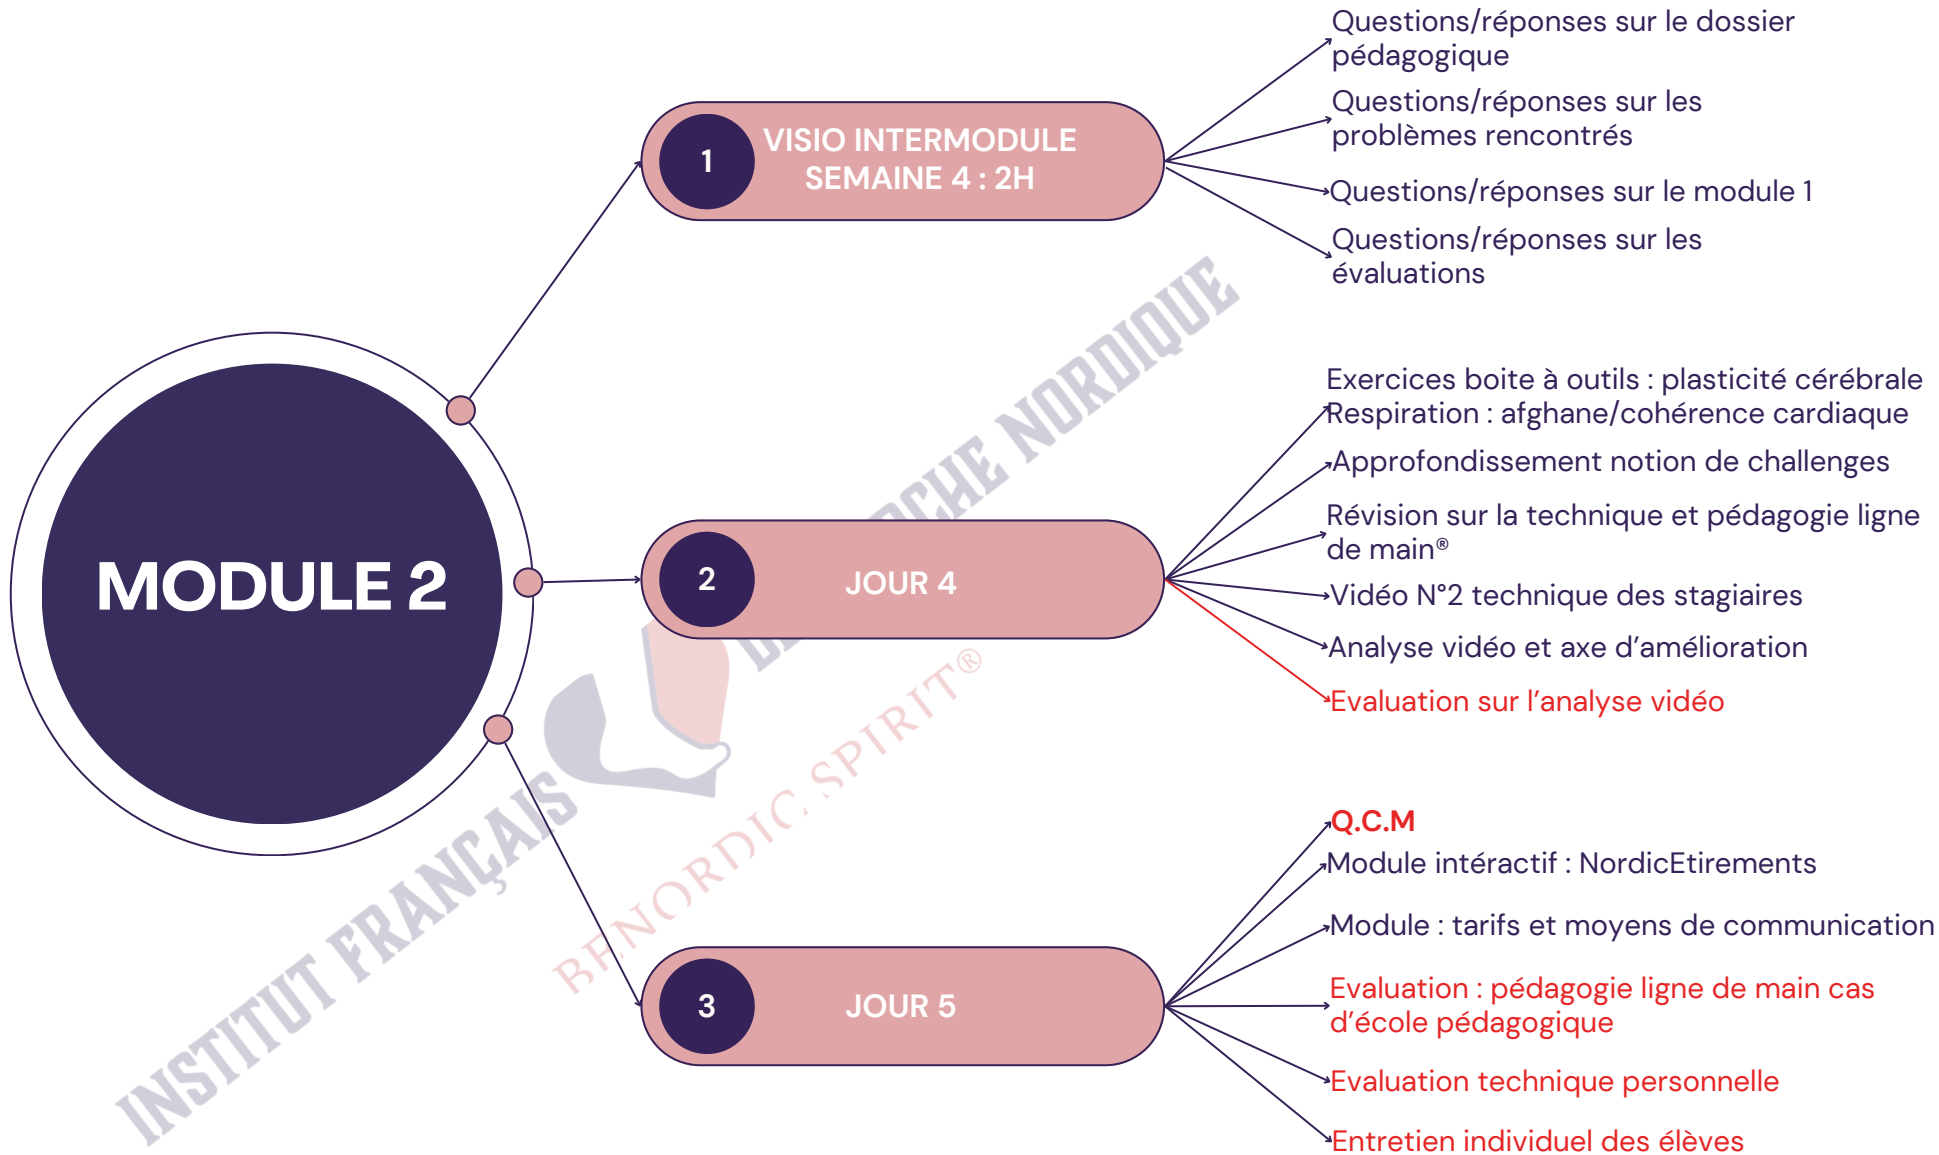 MODULE 2
1
VISIO INTERMODULE
SEMAINE 4 : 2H
Questions/réponses sur le dossier
pédagogique
Questions/réponses sur les
problèmes rencontrés
Questions/réponses sur le module 1
Questions/réponses sur les
évaluations
2
JOUR 4
Exercices boite à outils : plasticité cérébrale
Respiration : afghane/cohérence cardiaque
Approfondissement notion de challenges
Révision sur la technique et pédagogie ligne
de main®
Vidéo N°2 technique des stagiaires
Analyse vidéo et axe d’amélioration
Evaluation sur l’analyse vidéo
3
JOUR 5
Q.C.M
Module intéractif : NordicEtirements
Module : tarifs et moyens de communication
Evaluation : pédagogie ligne de main cas
d’école pédagogique
Evaluation technique personnelle
Entretien individuel des élèves
INSTITUT FRANÇAIS NORDIQUE
BENORDIC SPIRIT®